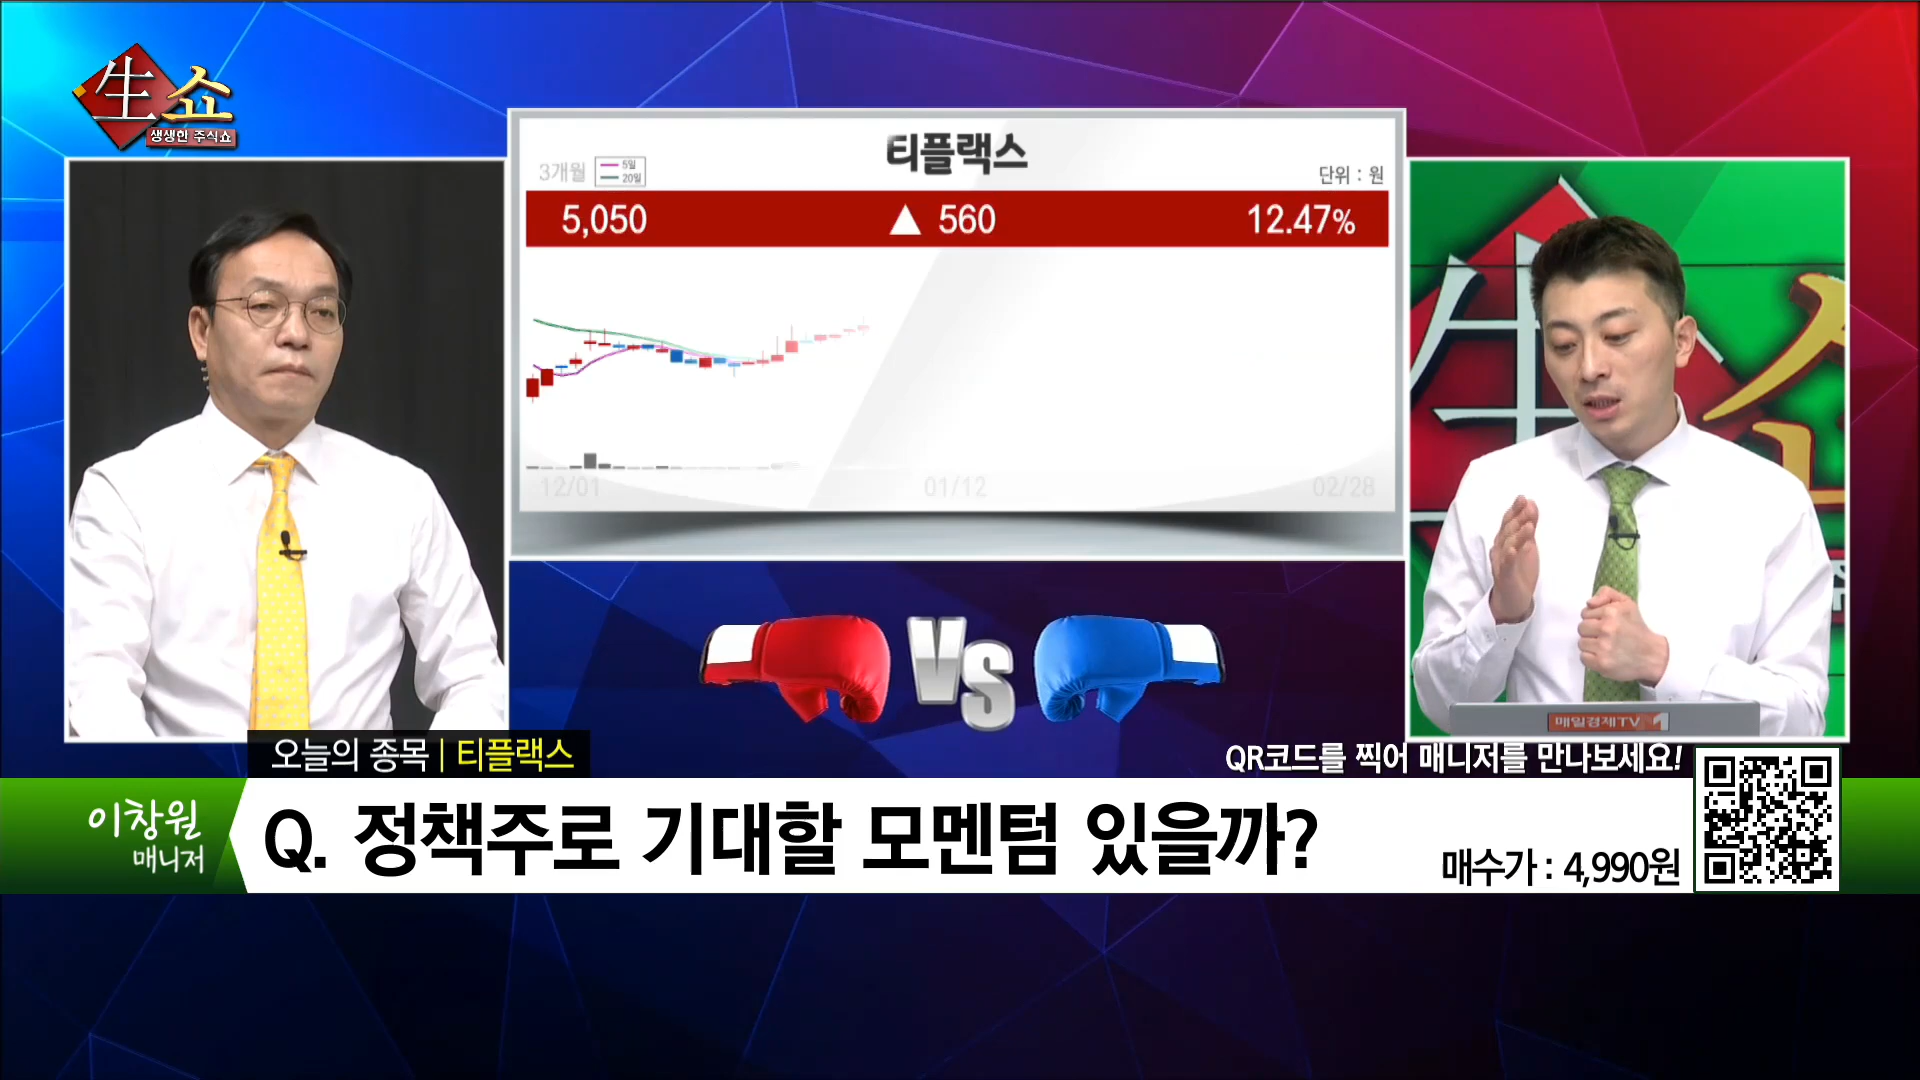 生쇼
생생한 주식쇼
티플랙스
3개월
5일
20일
단위 : 원
5,050 ▲ 560 12.47%
12/01 01/12 02/28
生쇼
VS
매일경제TV 1
오늘의 종목 | 티플랙스
QR코드를 찍어 매니저를 만나보세요!
이창원
매니저
Q. 정책주로 기대할 모멘텀 있을까?
매수가 : 4,990원